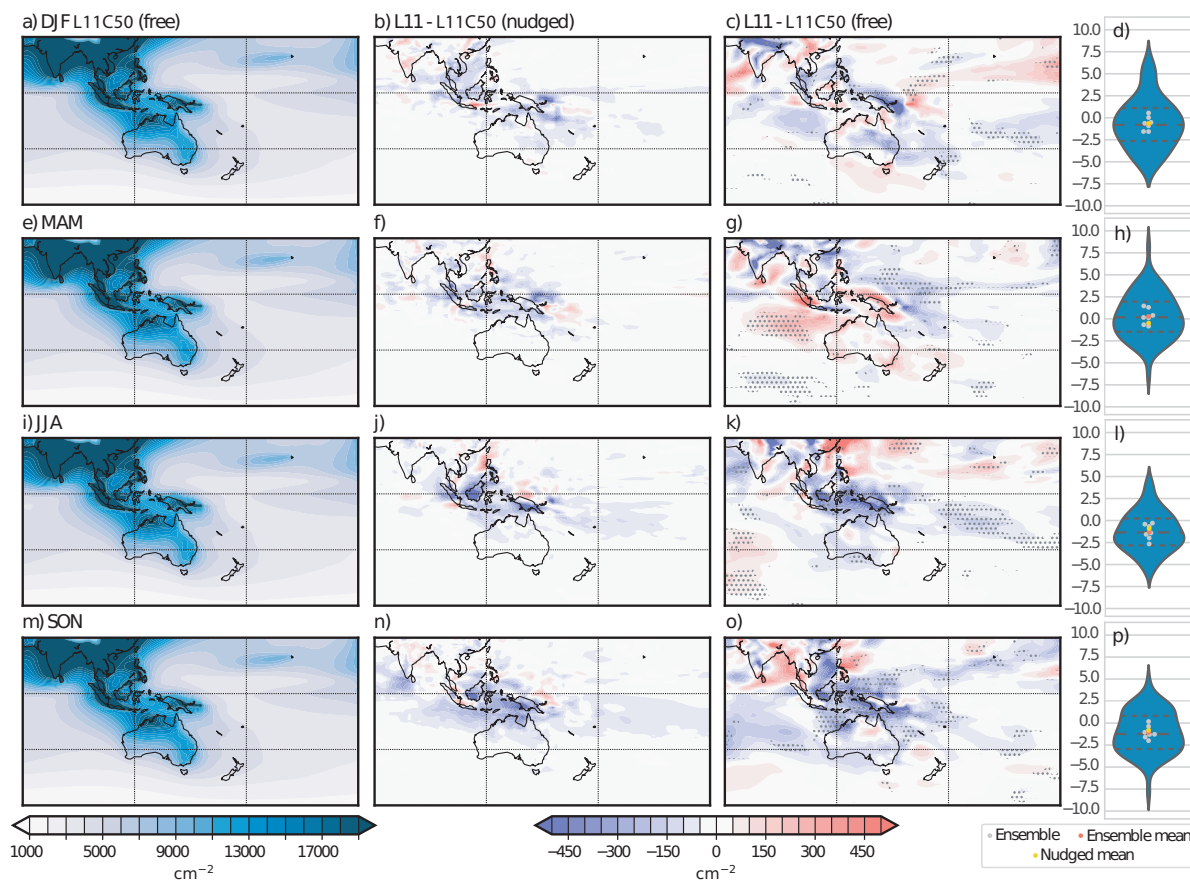 a) DJF L11C50 (free)
b) L11 - L11C50 (nudged)
c) L11 - L11C50 (free)
d)
10.0
7.5
5.0
2.5
0.0
−2.5
−5.0
−7.5
−10.0
e) MAM
f)
g)
h)
10.0
7.5
5.0
2.5
0.0
−2.5
−5.0
−7.5
−10.0
i) JJA
j)
k)
l)
10.0
7.5
5.0
2.5
0.0
−2.5
−5.0
−7.5
−10.0
m) SON
n)
o)
p)
10.0
7.5
5.0
2.5
0.0
−2.5
−5.0
−7.5
−10.0
1000 5000 9000 13000 17000
cm−2
−450 −300 −150 0 150 300 450
cm−2
Ensemble Ensemble mean
Nudged mean